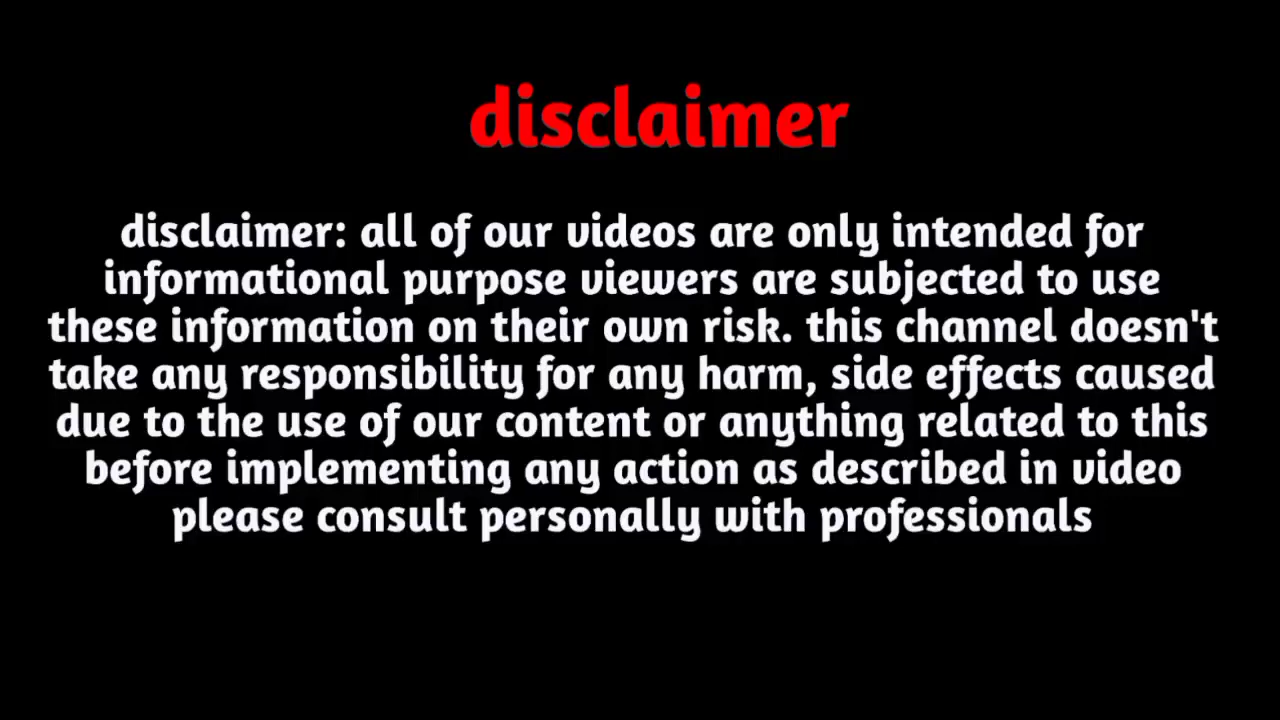 disclaimer
disclaimer: all of our videos are only intended for
informational purpose viewers are subjected to use
these information on their own risk. this channel doesn't
take any responsibility for any harm, side effects caused
due to the use of our content or anything related to this
before implementing any action as described in video
please consult personally with professionals